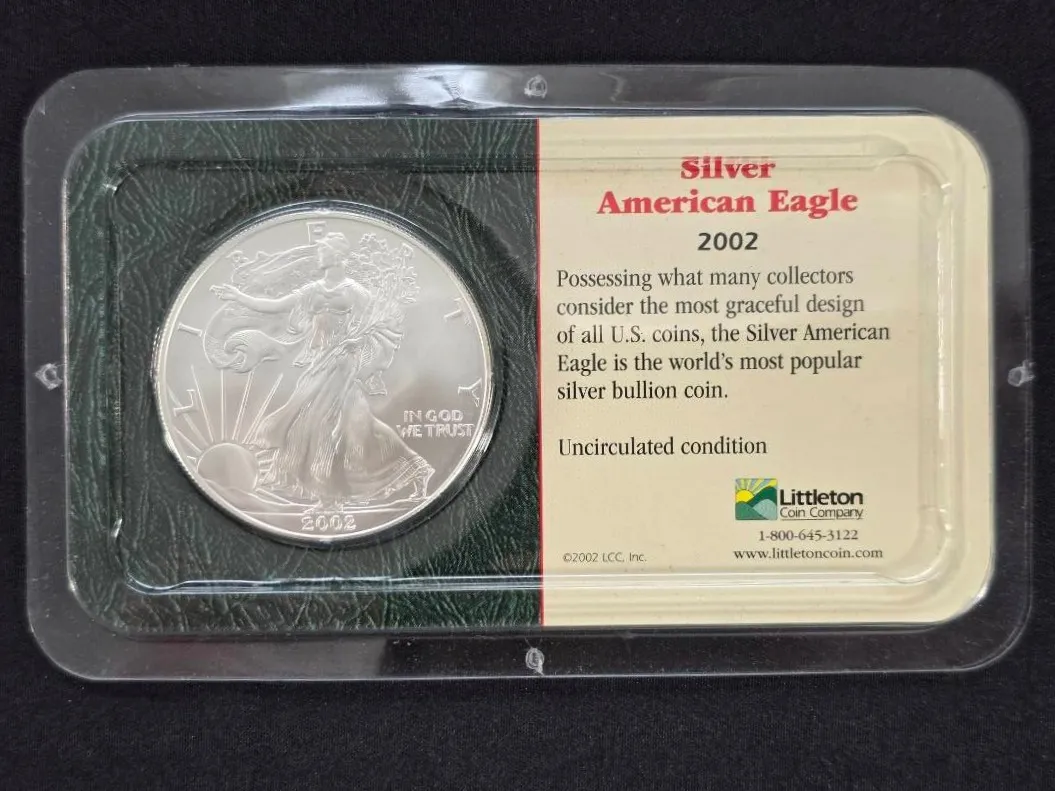 LIBERTY
IN GOD
WE TRUST
2002
Silver
American Eagle
2002
Possessing what many collectors
consider the most graceful design
of all U.S. coins, the Silver American
Eagle is the world's most popular
silver bullion coin.
Uncirculated condition
Littleton
Coin Company
1-800-645-3122
©2002 LCC, Inc.
www.littletoncoin.com